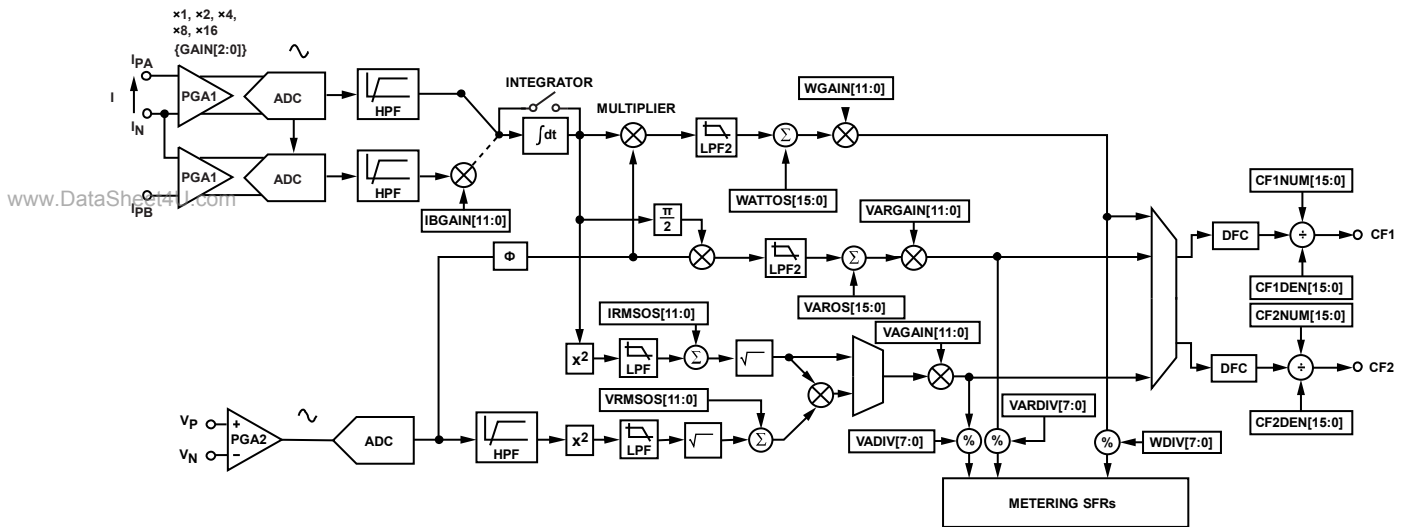 ×1, ×2, ×4,
×8, ×16
{GAIN[2:0]}
IPA
I
IN
IPB
PGA1
ADC
HPF
PGA1
ADC
HPF
IBGAIN[11:0]
INTEGRATOR
∫dt
MULTIPLIER
LPF2
Σ
WATTOS[15:0]
WGAIN[11:0]
www.DataSheet4U.com
π
2
Φ
LPF2
Σ
VAROS[15:0]
VARGAIN[11:0]
IRMSOS[11:0]
x²
LPF
Σ
√
VAGAIN[11:0]
VRMSOS[11:0]
VP
VN
+
−
PGA2
ADC
HPF
x²
LPF
√
Σ
VADIV[7:0]
%
%
VARDIV[7:0]
%
WDIV[7:0]
METERING SFRs
DFC
CF1NUM[15:0]
÷
CF1
CF1DEN[15:0]
CF2NUM[15:0]
DFC
÷
CF2
CF2DEN[15:0]